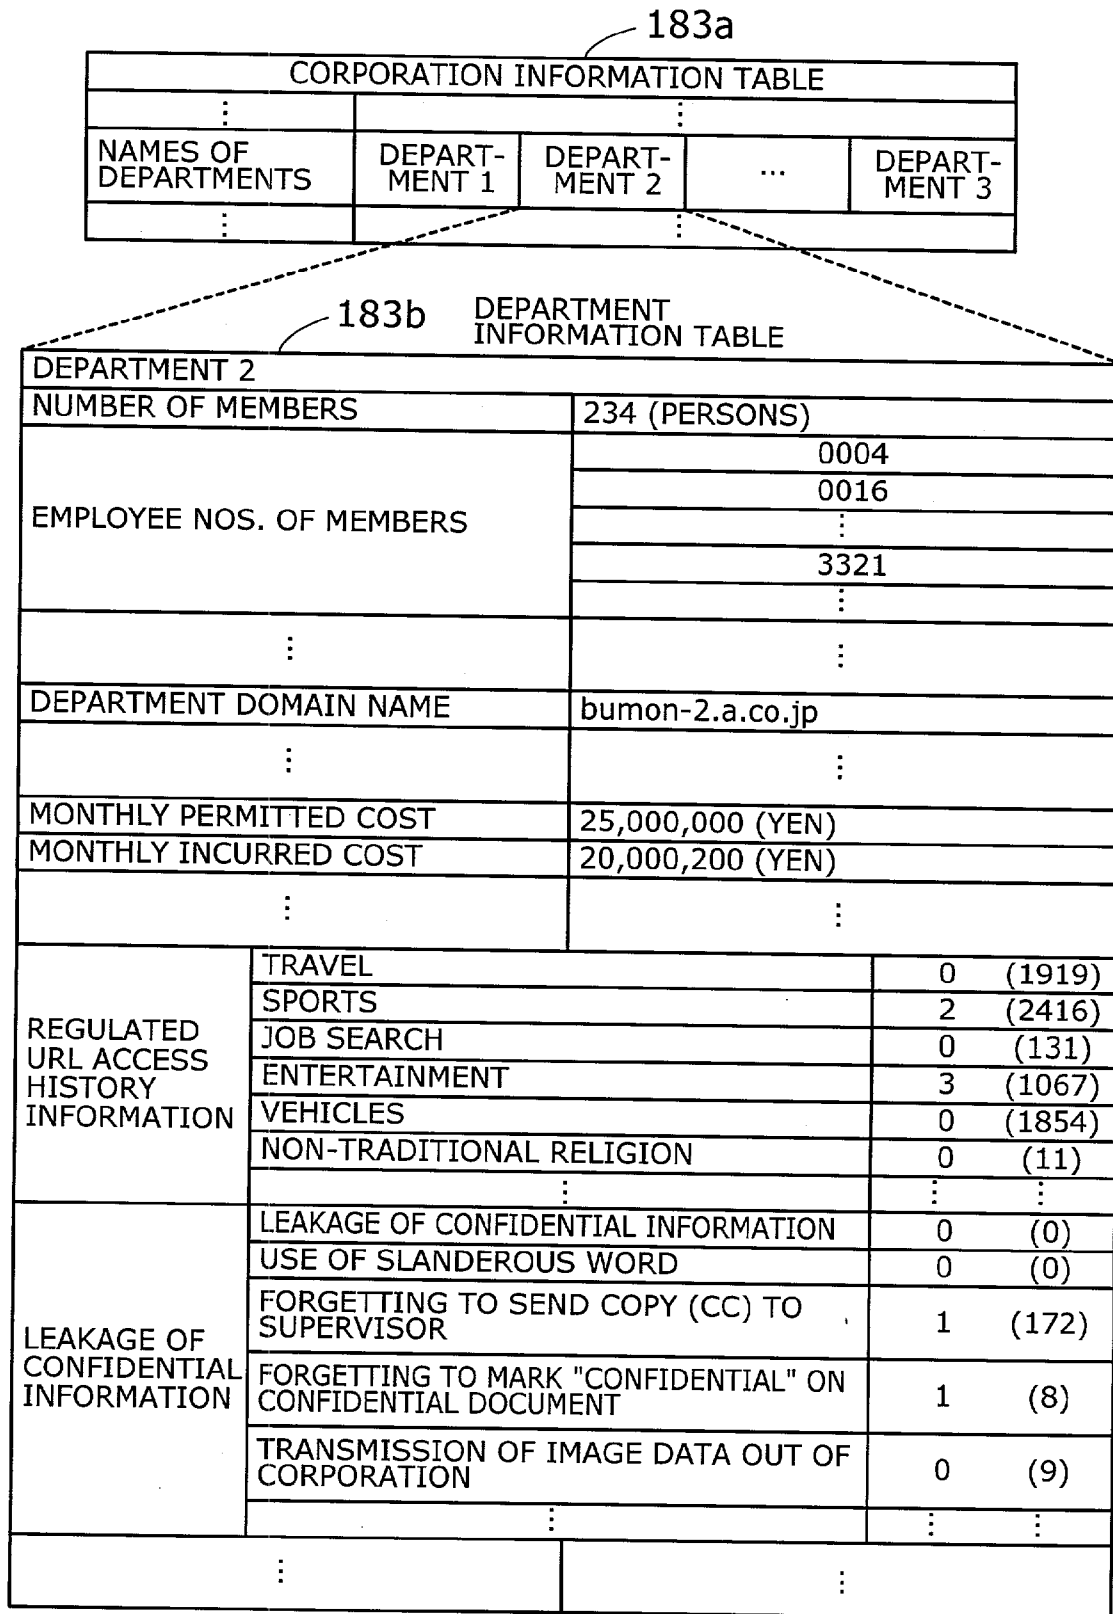 183a
CORPORATION INFORMATION TABLE
⋮ ⋮
NAMES OF
DEPARTMENTS
DEPART-
MENT 1
DEPART-
MENT 2
...
DEPART-
MENT 3
⋮ ⋮
183b
DEPARTMENT
INFORMATION TABLE
DEPARTMENT 2
NUMBER OF MEMBERS 234 (PERSONS)
EMPLOYEE NOS. OF MEMBERS
0004
0016
⋮
3321
⋮
⋮ ⋮
DEPARTMENT DOMAIN NAME bumon-2.a.co.jp
⋮ ⋮
MONTHLY PERMITTED COST 25,000,000 (YEN)
MONTHLY INCURRED COST 20,000,200 (YEN)
⋮ ⋮
REGULATED
URL ACCESS
HISTORY
INFORMATION
TRAVEL 0 (1919)
SPORTS 2 (2416)
JOB SEARCH 0 (131)
ENTERTAINMENT 3 (1067)
VEHICLES 0 (1854)
NON-TRADITIONAL RELIGION 0 (11)
⋮ ⋮ ⋮
LEAKAGE OF
CONFIDENTIAL
INFORMATION
LEAKAGE OF CONFIDENTIAL INFORMATION 0 (0)
USE OF SLANDEROUS WORD 0 (0)
FORGETTING TO SEND COPY (CC) TO
SUPERVISOR 1 (172)
FORGETTING TO MARK "CONFIDENTIAL" ON
CONFIDENTIAL DOCUMENT 1 (8)
TRANSMISSION OF IMAGE DATA OUT OF
CORPORATION 0 (9)
⋮ ⋮ ⋮
⋮ ⋮